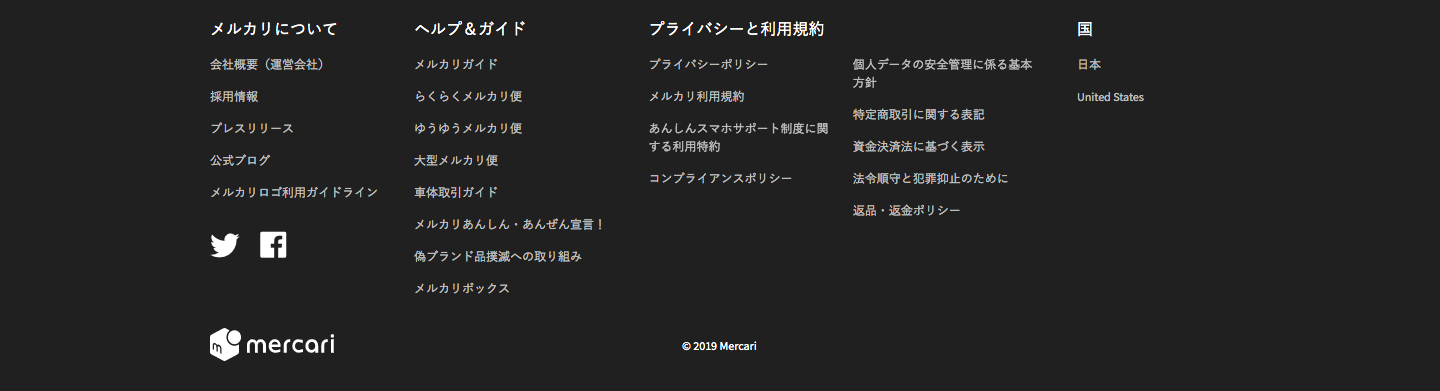 メルカリについて
会社概要（運営会社）
採用情報
プレスリリース
公式ブログ
メルカリロゴ利用ガイドライン
ヘルプ＆ガイド
メルカリガイド
らくらくメルカリ便
ゆうゆうメルカリ便
大型メルカリ便
車体取引ガイド
メルカリあんしん・あんぜん宣言！
偽ブランド品撲滅への取り組み
メルカリボックス
プライバシーと利用規約
プライバシーポリシー
メルカリ利用規約
あんしんスマホサポート制度に関
する利用特約
コンプライアンスポリシー
個人データの安全管理に係る基本
方針
特定商取引に関する表記
資金決済法に基づく表示
法令順守と犯罪抑止のために
返品・返金ポリシー
国
日本
United States
mercari
© 2019 Mercari